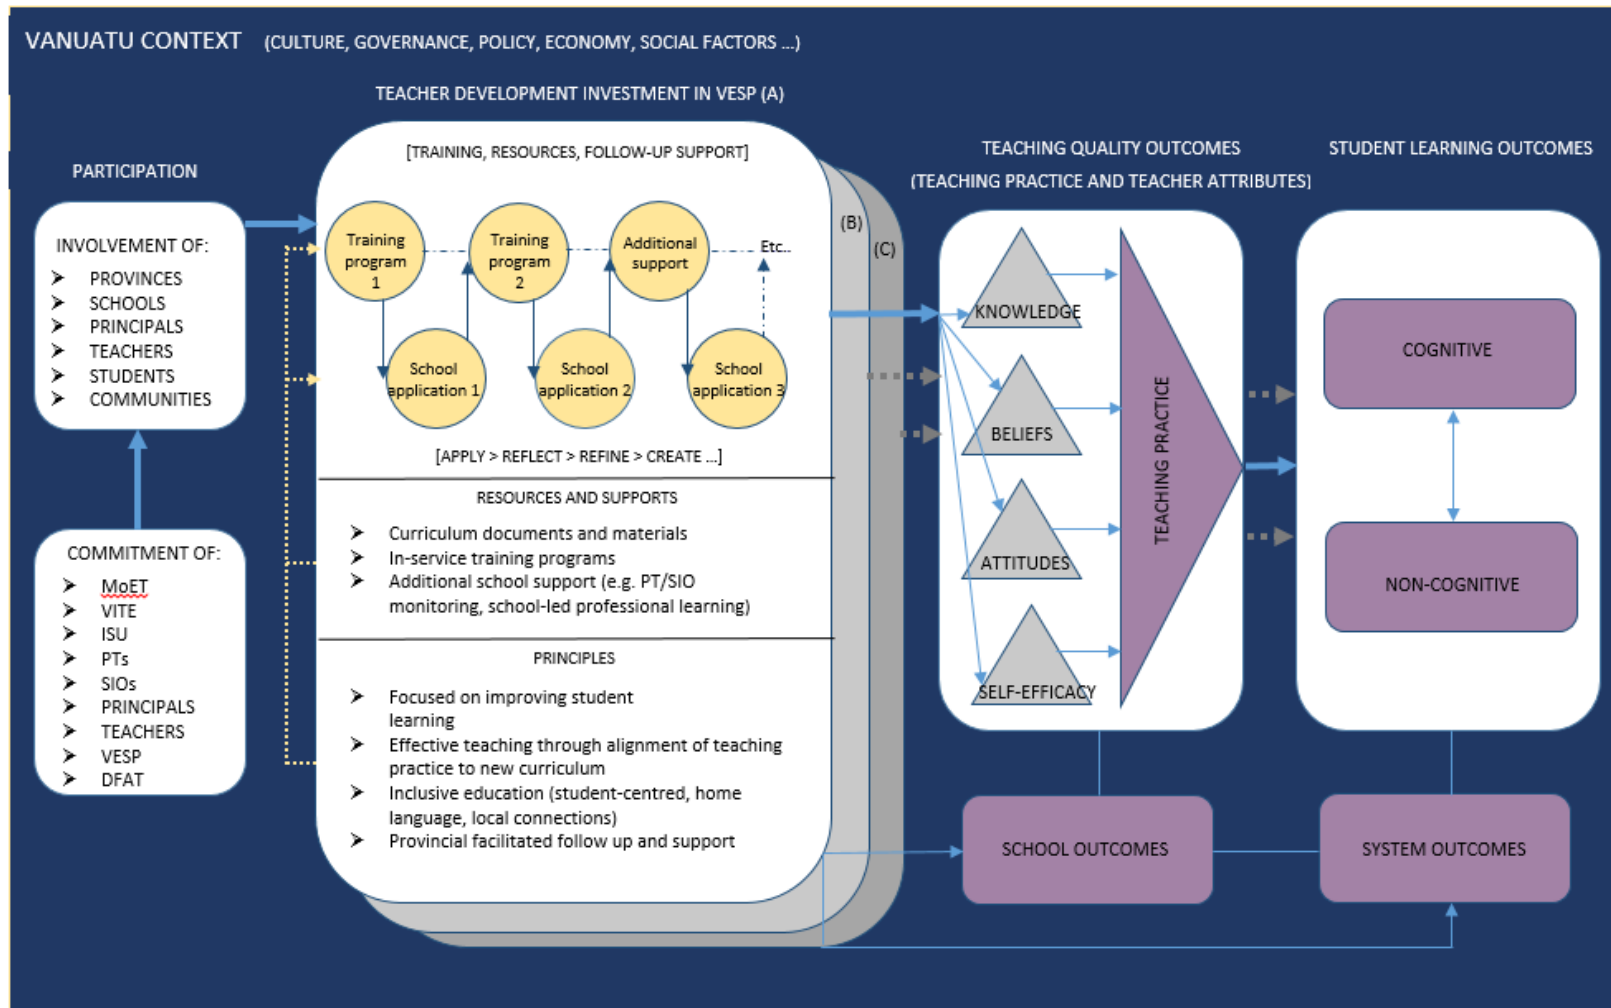 VANUATU CONTEXT (CULTURE, GOVERNANCE, POLICY, ECONOMY, SOCIAL FACTORS ...)
TEACHER DEVELOPMENT INVESTMENT IN VESP (A)
PARTICIPATION
INVOLVEMENT OF:
➤ PROVINCES
➤ SCHOOLS
➤ PRINCIPALS
➤ TEACHERS
➤ STUDENTS
➤ COMMUNITIES
COMMITMENT OF:
➤ MoET
➤ VITE
➤ ISU
➤ PTs
➤ SIOs
➤ PRINCIPALS
➤ TEACHERS
➤ VESP
➤ DFAT
[TRAINING, RESOURCES, FOLLOW-UP SUPPORT]
Training
program
1
Training
program
2
Additional
support
Etc..
School
application 1
School
application 2
School
application 3
[APPLY > REFLECT > REFINE > CREATE ...]
RESOURCES AND SUPPORTS
➤ Curriculum documents and materials
➤ In-service training programs
➤ Additional school support (e.g. PT/SIO
monitoring, school-led professional learning)
PRINCIPLES
➤ Focused on improving student
learning
➤ Effective teaching through alignment of teaching
practice to new curriculum
➤ Inclusive education (student-centred, home
language, local connections)
➤ Provincial facilitated follow up and support
(B)
(C)
TEACHING QUALITY OUTCOMES
(TEACHING PRACTICE AND TEACHER ATTRIBUTES)
KNOWLEDGE
BELIEFS
ATTITUDES
SELF-EFFICACY
TEACHING PRACTICE
STUDENT LEARNING OUTCOMES
COGNITIVE
NON-COGNITIVE
SCHOOL OUTCOMES
SYSTEM OUTCOMES